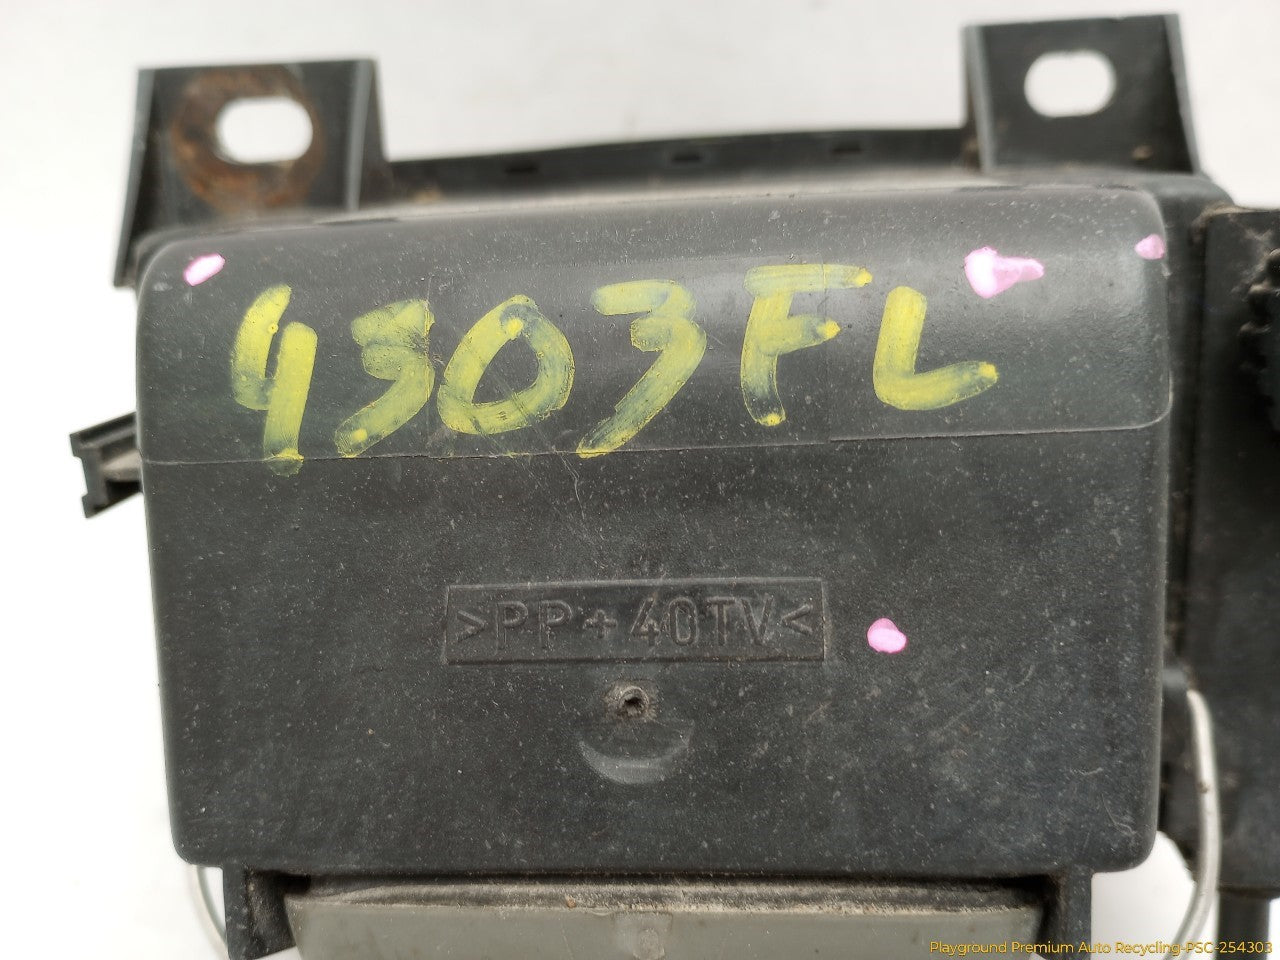 4303FL
>PP+40TV<
Playground Premium Auto Recycling-PSC-254303